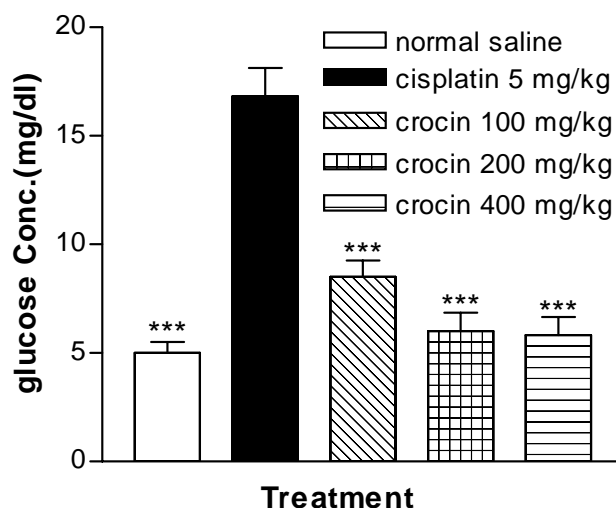 20
15
10
5
0
glucose Conc.(mg/dl)
normal saline
cisplatin 5 mg/kg
crocin 100 mg/kg
crocin 200 mg/kg
crocin 400 mg/kg
***
***
***
***
Treatment